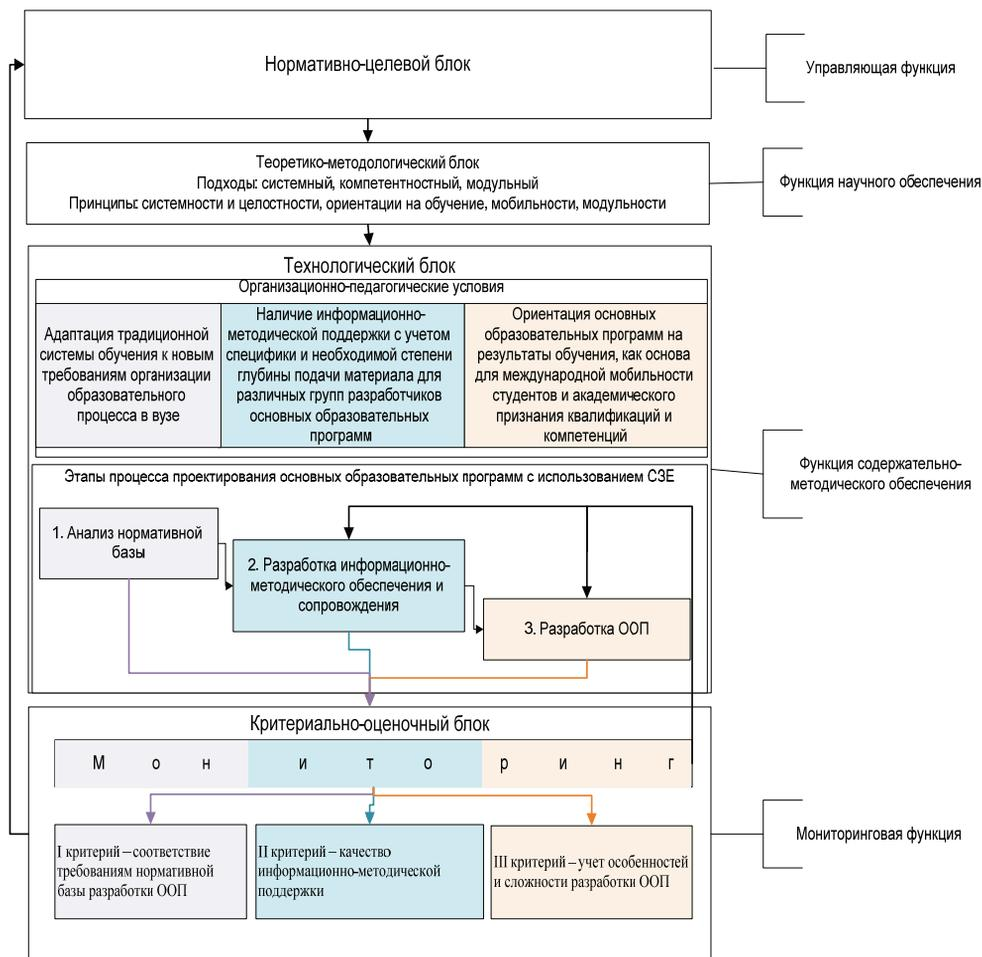 Нормативно-целевой блок
Управляющая функция
Теоретико-методологический блок
Подходы: системный, компетентностный, модульный
Принципы: системности и целостности, ориентации на обучение, мобильности, модульности
Функция научного обеспечения
Технологический блок
Организационно-педагогические условия
Адаптация традиционной
системы обучения к новым
требованиям организации
образовательного
процесса в вузе
Наличие информационно-
методической поддержки с учетом
специфики и необходимой степени
глубины подачи материала для
различных групп разработчиков
основных образовательных
программ
Ориентация основных
образовательных программ на
результаты обучения, как основа
для международной мобильности
студентов и академического
признания квалификаций и
компетенций
Функция содержательно-
методического обеспечения
Этапы процесса проектирования основных образовательных программ с использованием СЗЕ
1. Анализ нормативной
базы
2. Разработка информационно-
методического обеспечения и
сопровождения
3. Разработка ООП
Критериально-оценочный блок
М о н и т о р и н г
I критерий – соответствие
требованиям нормативной
базы разработки ООП
II критерий – качество
информационно-методической
поддержки
III критерий – учет особенностей
и сложности разработки ООП
Мониторинговая функция